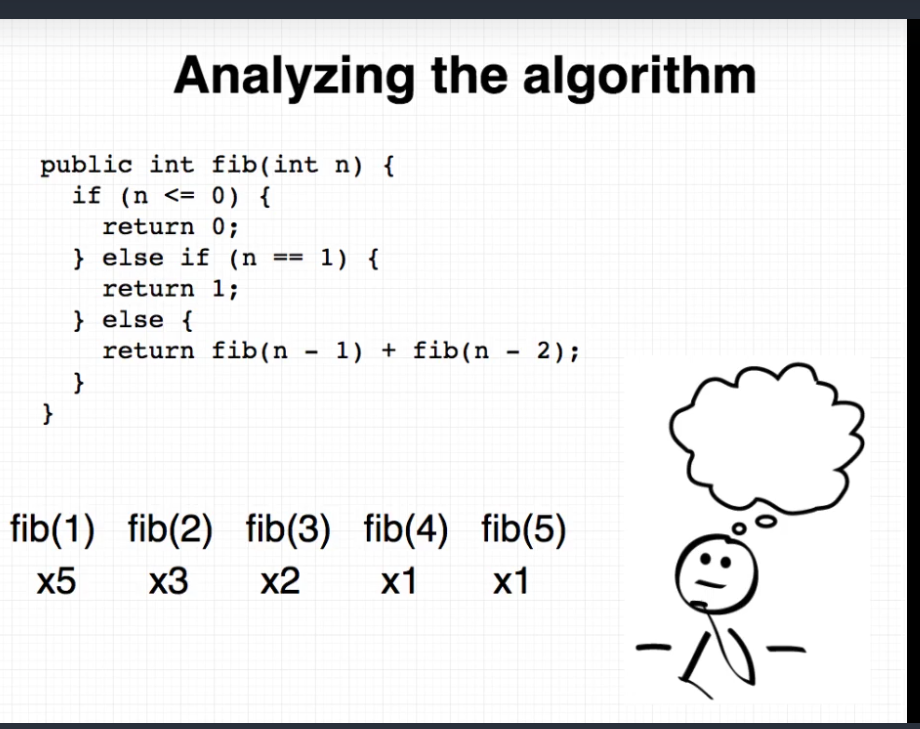 Analyzing the algorithm
public int fib(int n) {
  if (n <= 0) {
    return 0;
  } else if (n == 1) {
    return 1;
  } else {
    return fib(n - 1) + fib(n - 2);
  }
}
fib(1) fib(2) fib(3) fib(4) fib(5)
x5 x3 x2 x1 x1